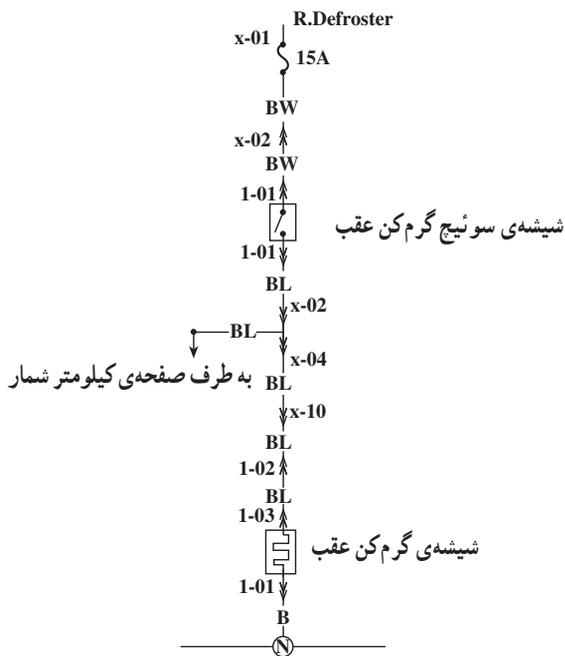 R.Defroster
x-01
15A
BW
x-02
BW
1-01
شیشه‌ی سوئیچ گرم‌کن عقب
1-01
BL
x-02
BL
x-04
به طرف صفحه‌ی کیلومتر شمار
BL
x-10
BL
1-02
BL
1-03
شیشه‌ی گرم‌کن عقب
1-01
B
N